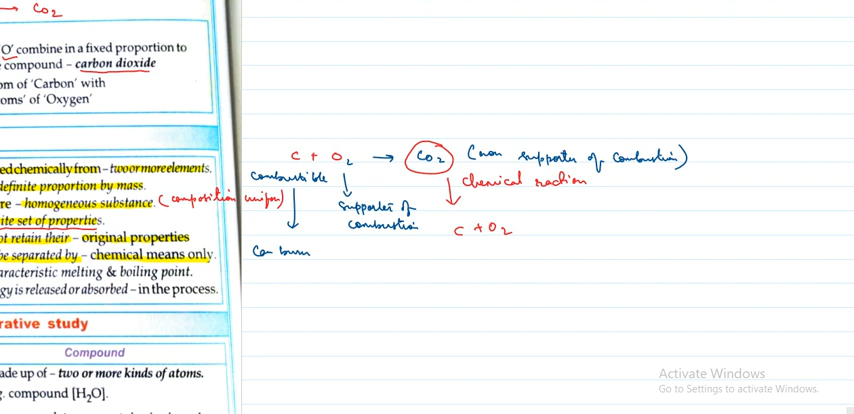 → CO2
O' combine in a fixed proportion to
compound – carbon dioxide
om of 'Carbon' with
oms' of 'Oxygen'
ed chemically from – two or more elements.
definite proportion by mass.
re – homogeneous substance. (composition uniform)
ite set of properties.
ot retain their – original properties
be separated by – chemical means only.
aracteristic melting & boiling point.
gy is released or absorbed – in the process.
rative study
Compound
ade up of – two or more kinds of atoms.
g. compound [H2O].
C + O2 → CO2 (non supporter of combustion)
combustible
supporter of
combustion
can burn
chemical reaction
C + O2
Activate Windows
Go to Settings to activate Windows.